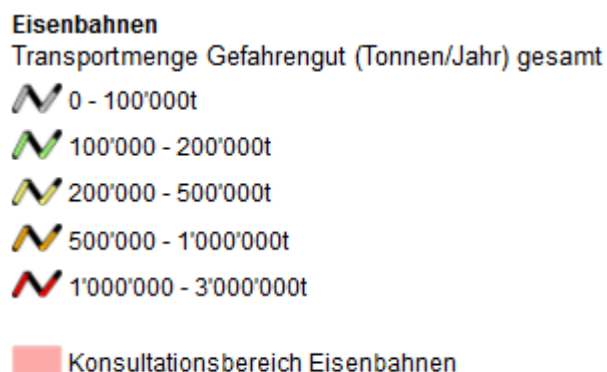 Eisenbahnen
Transportmenge Gefahrengut (Tonnen/Jahr) gesamt
0 - 100'000t
100'000 - 200'000t
200'000 - 500'000t
500'000 - 1'000'000t
1'000'000 - 3'000'000t
Konsultationsbereich Eisenbahnen